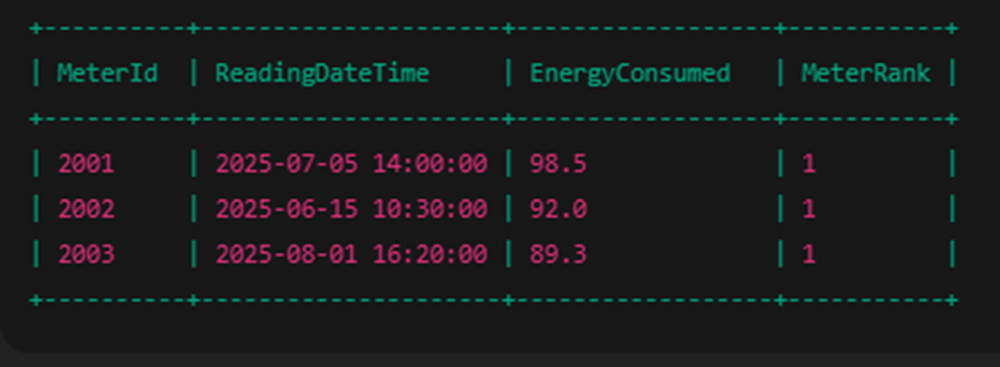 +----------+----------------------+-------------------+-----------+
| MeterId | ReadingDateTime | EnergyConsumed | MeterRank |
+----------+----------------------+-------------------+-----------+
| 2001 | 2025-07-05 14:00:00 | 98.5 | 1 |
| 2002 | 2025-06-15 10:30:00 | 92.0 | 1 |
| 2003 | 2025-08-01 16:20:00 | 89.3 | 1 |
+----------+----------------------+-------------------+-----------+